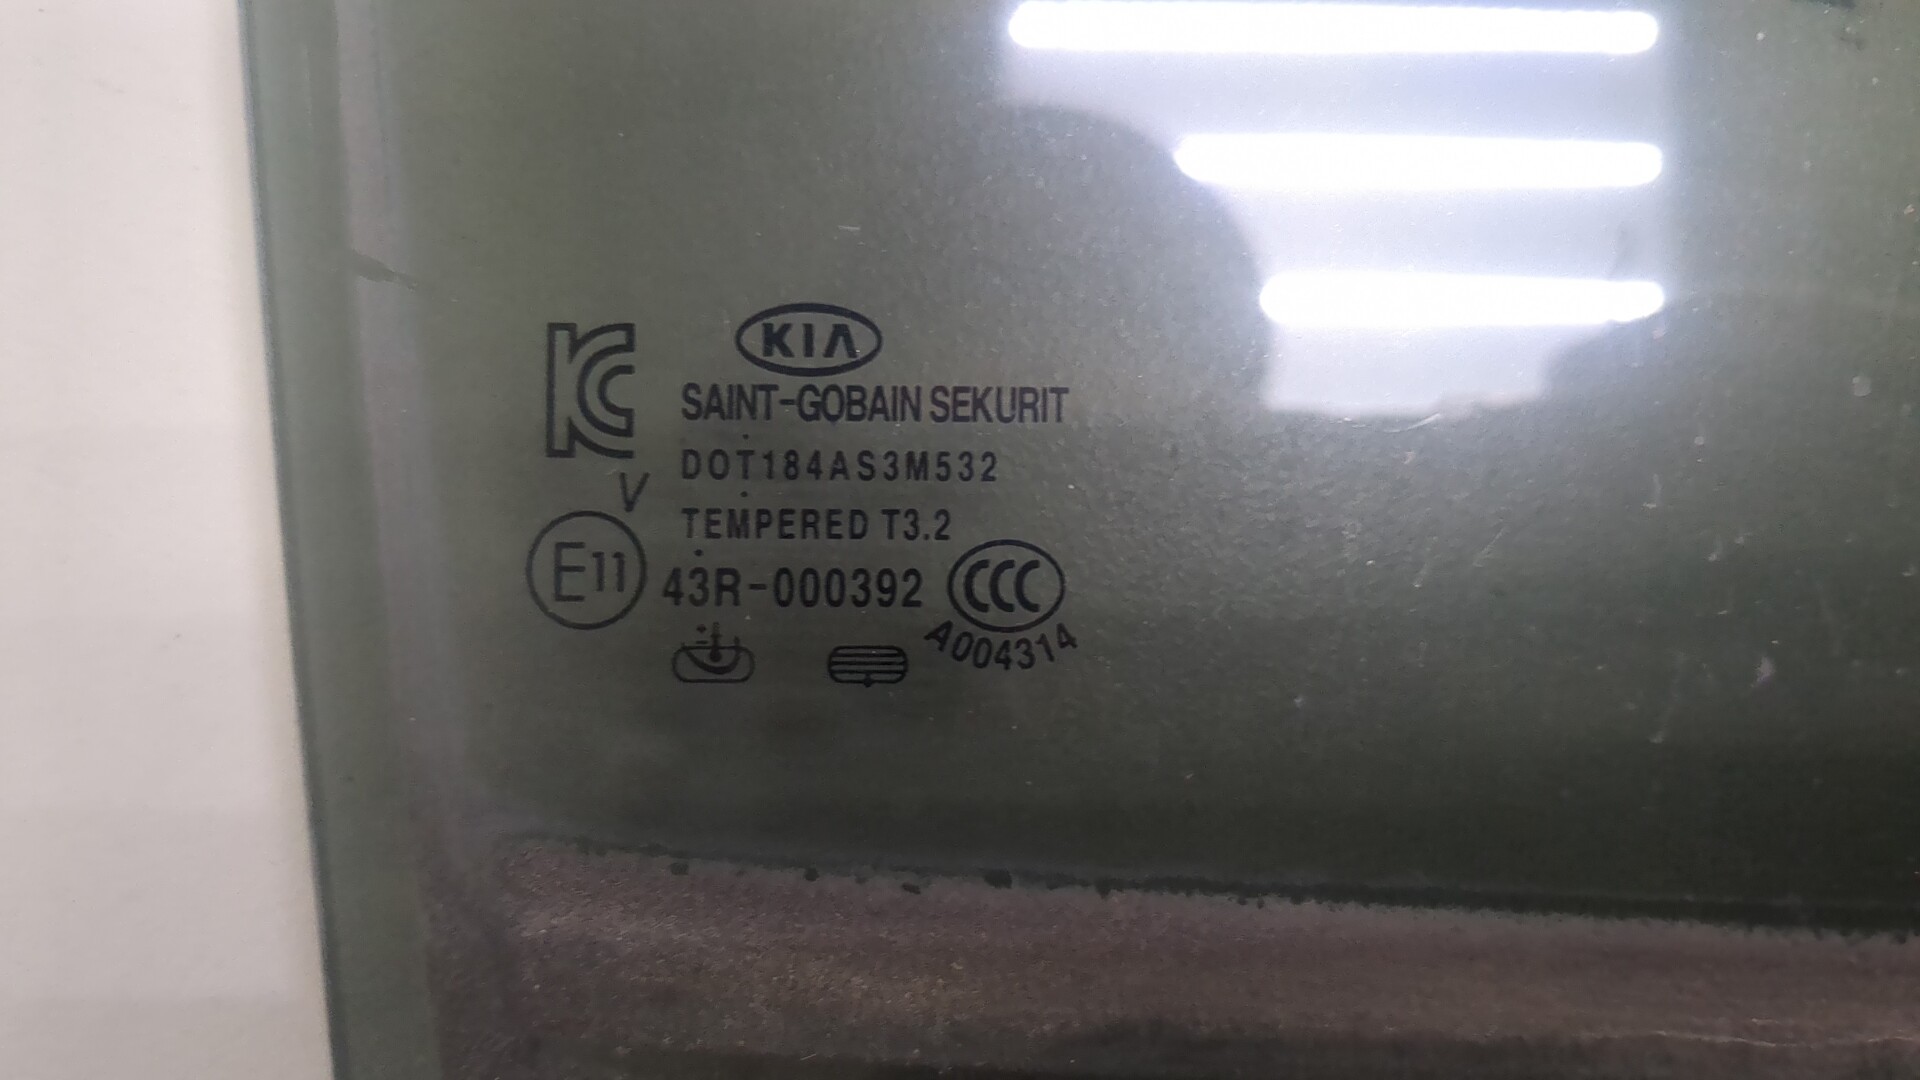 KIA
KC
SAINT-GOBAIN SEKURIT
DOT184AS3M532
V
TEMPERED T3.2
E11 43R-000392 CCC
A004314